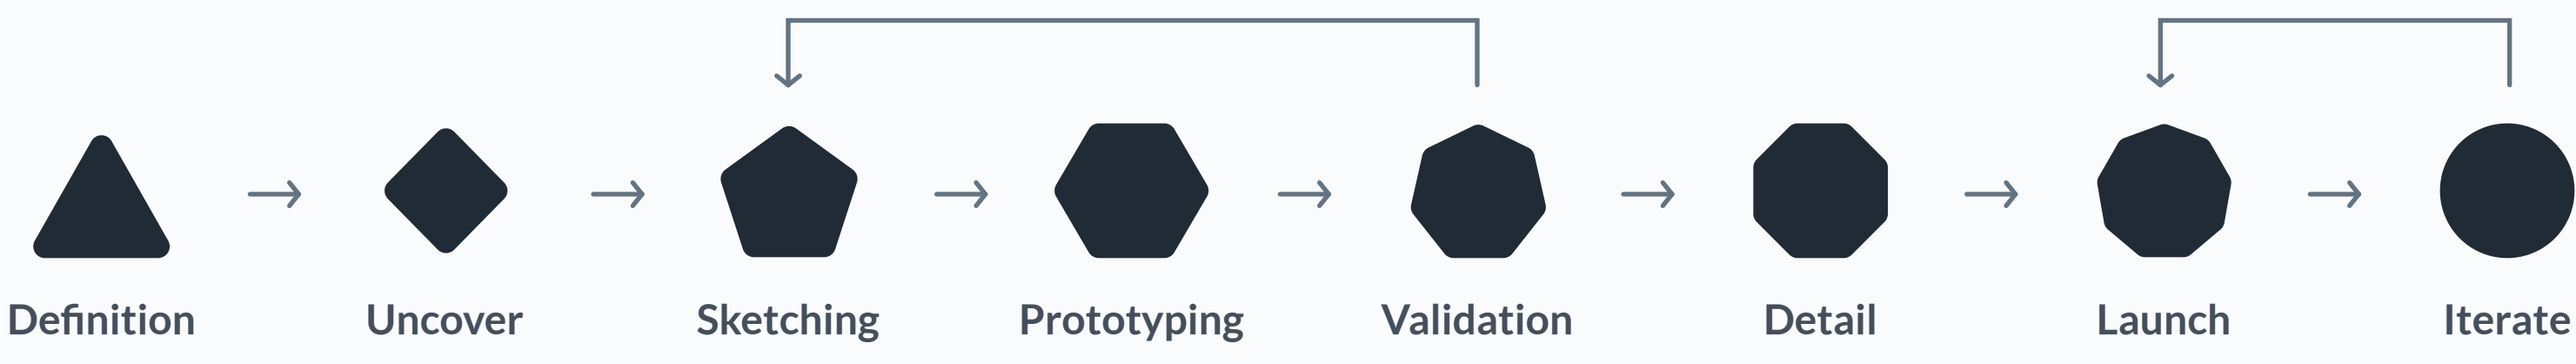 Definition
Uncover
Sketching
Prototyping
Validation
Detail
Launch
Iterate